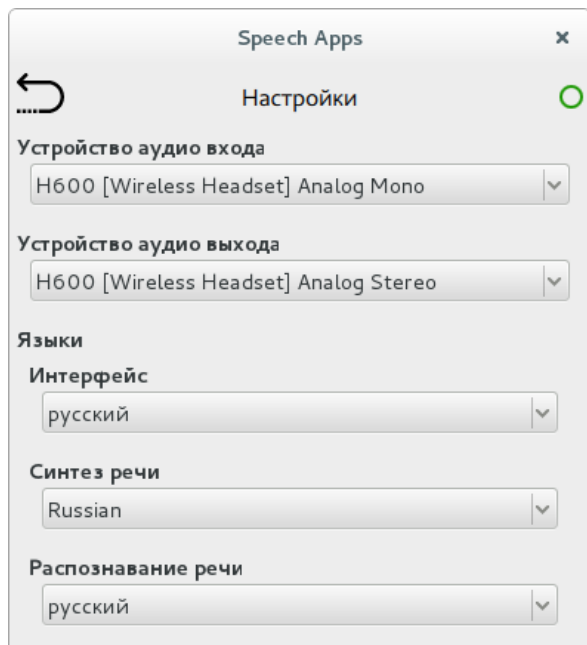 Speech Apps
Настройки
Устройство аудио входа
H600 [Wireless Headset] Analog Mono
Устройство аудио выхода
H600 [Wireless Headset] Analog Stereo
Языки
Интерфейс
русский
Синтез речи
Russian
Распознавание речи
русский